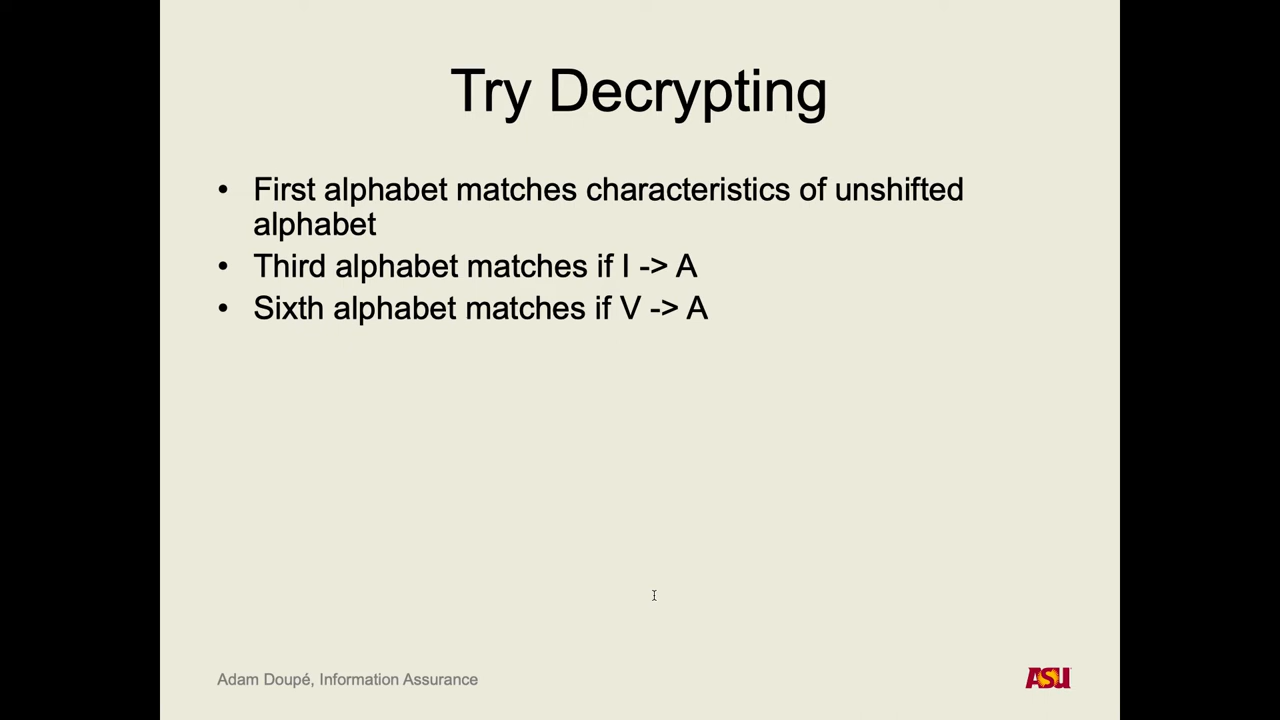 Try Decrypting
• First alphabet matches characteristics of unshifted
alphabet
• Third alphabet matches if I -> A
• Sixth alphabet matches if V -> A
Adam Doupé, Information Assurance
ASU